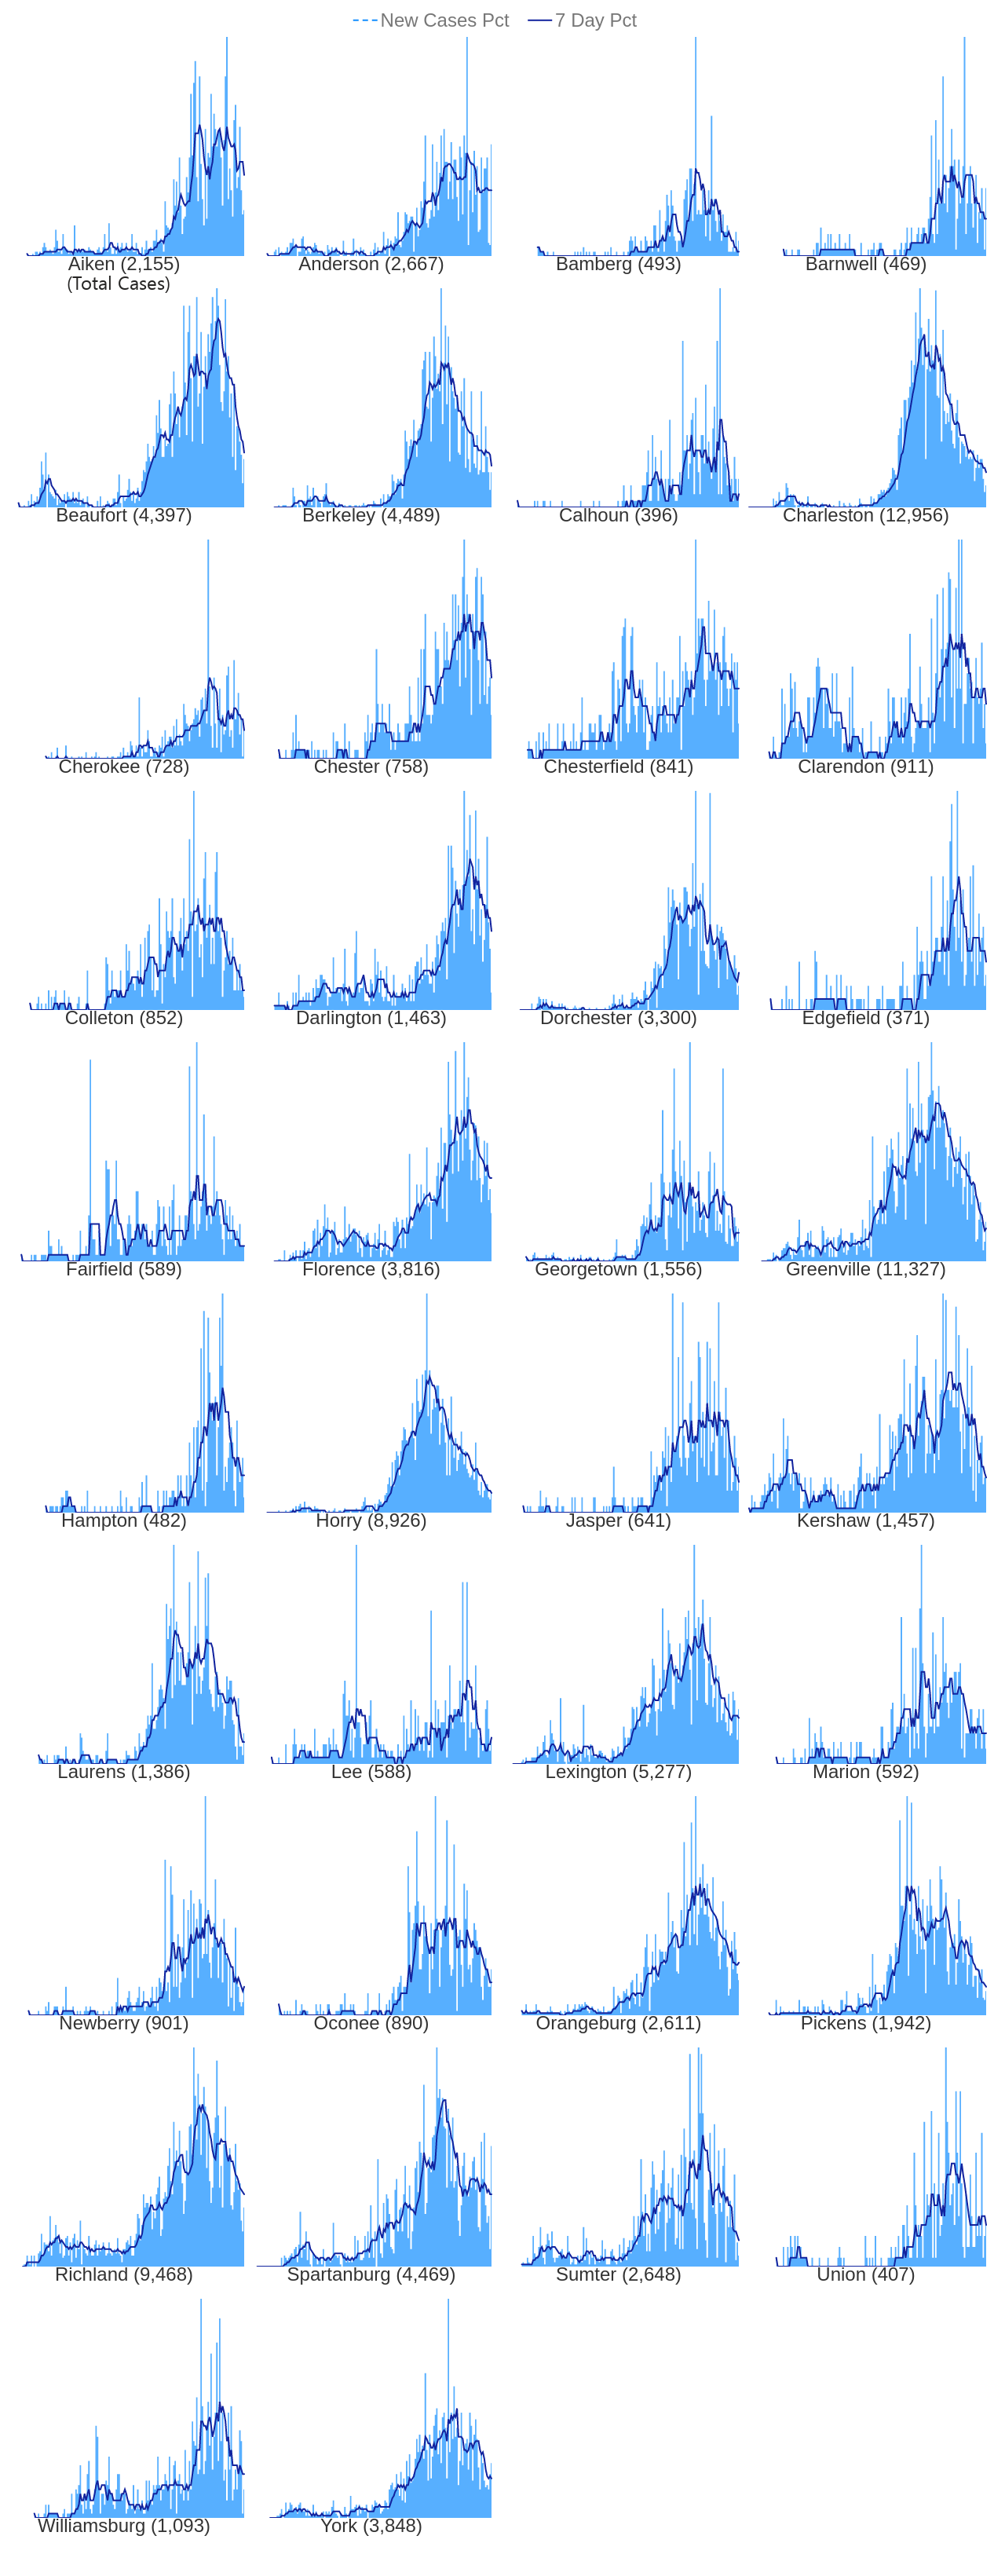 New Cases Pct 7 Day Pct
Aiken (2,155) Anderson (2,667) Bamberg (493) Barnwell (469)
(Total Cases)
Beaufort (4,397) Berkeley (4,489) Calhoun (396) Charleston (12,956)
Cherokee (728) Chester (758) Chesterfield (841) Clarendon (911)
Colleton (852) Darlington (1,463) Dorchester (3,300) Edgefield (371)
Fairfield (589) Florence (3,816) Georgetown (1,556) Greenville (11,327)
Hampton (482) Horry (8,926) Jasper (641) Kershaw (1,457)
Laurens (1,386) Lee (588) Lexington (5,277) Marion (592)
Newberry (901) Oconee (890) Orangeburg (2,611) Pickens (1,942)
Richland (9,468) Spartanburg (4,469) Sumter (2,648) Union (407)
Williamsburg (1,093) York (3,848)